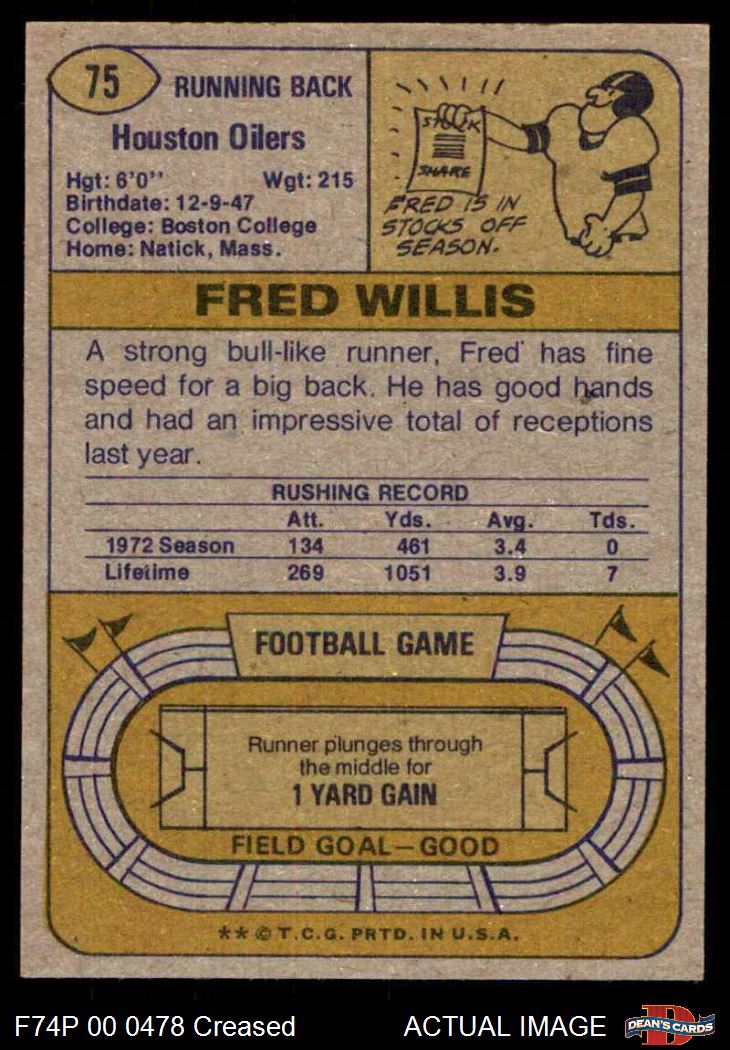 75
RUNNING BACK
Houston Oilers
Hgt: 6'0'' Wgt: 215
Birthdate: 12-9-47
College: Boston College
Home: Natick, Mass.
STOCK
SHARE
FRED IS IN
STOCKS OFF
SEASON.
FRED WILLIS
A strong bull-like runner, Fred has fine
speed for a big back. He has good hands
and had an impressive total of receptions
last year.
RUSHING RECORD
Att. Yds. Avg. Tds.
1972 Season 134 461 3.4 0
Lifetime 269 1051 3.9 7
FOOTBALL GAME
Runner plunges through
the middle for
1 YARD GAIN
FIELD GOAL—GOOD
** © T.C.G. PRTD. IN U.S.A.
F74P 00 0478 Creased ACTUAL IMAGE
D
DEAN'S CARDS